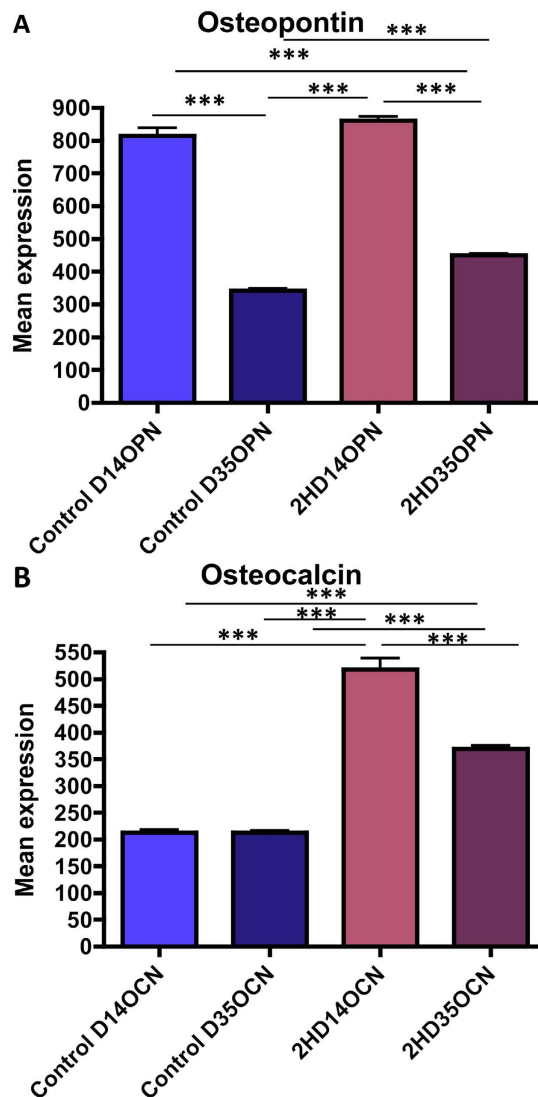 A
Osteopontin
***
***
*** *** ***
900
800
700
600
500
400
300
200
100
0
Mean expression
Control D14OPN
Control D35OPN
2HD14OPN
2HD35OPN
B
Osteocalcin
***
***
***
*** ***
550
500
450
400
350
300
250
200
150
100
50
0
Mean expression
Control D14OCN
Control D35OCN
2HD14OCN
2HD35OCN